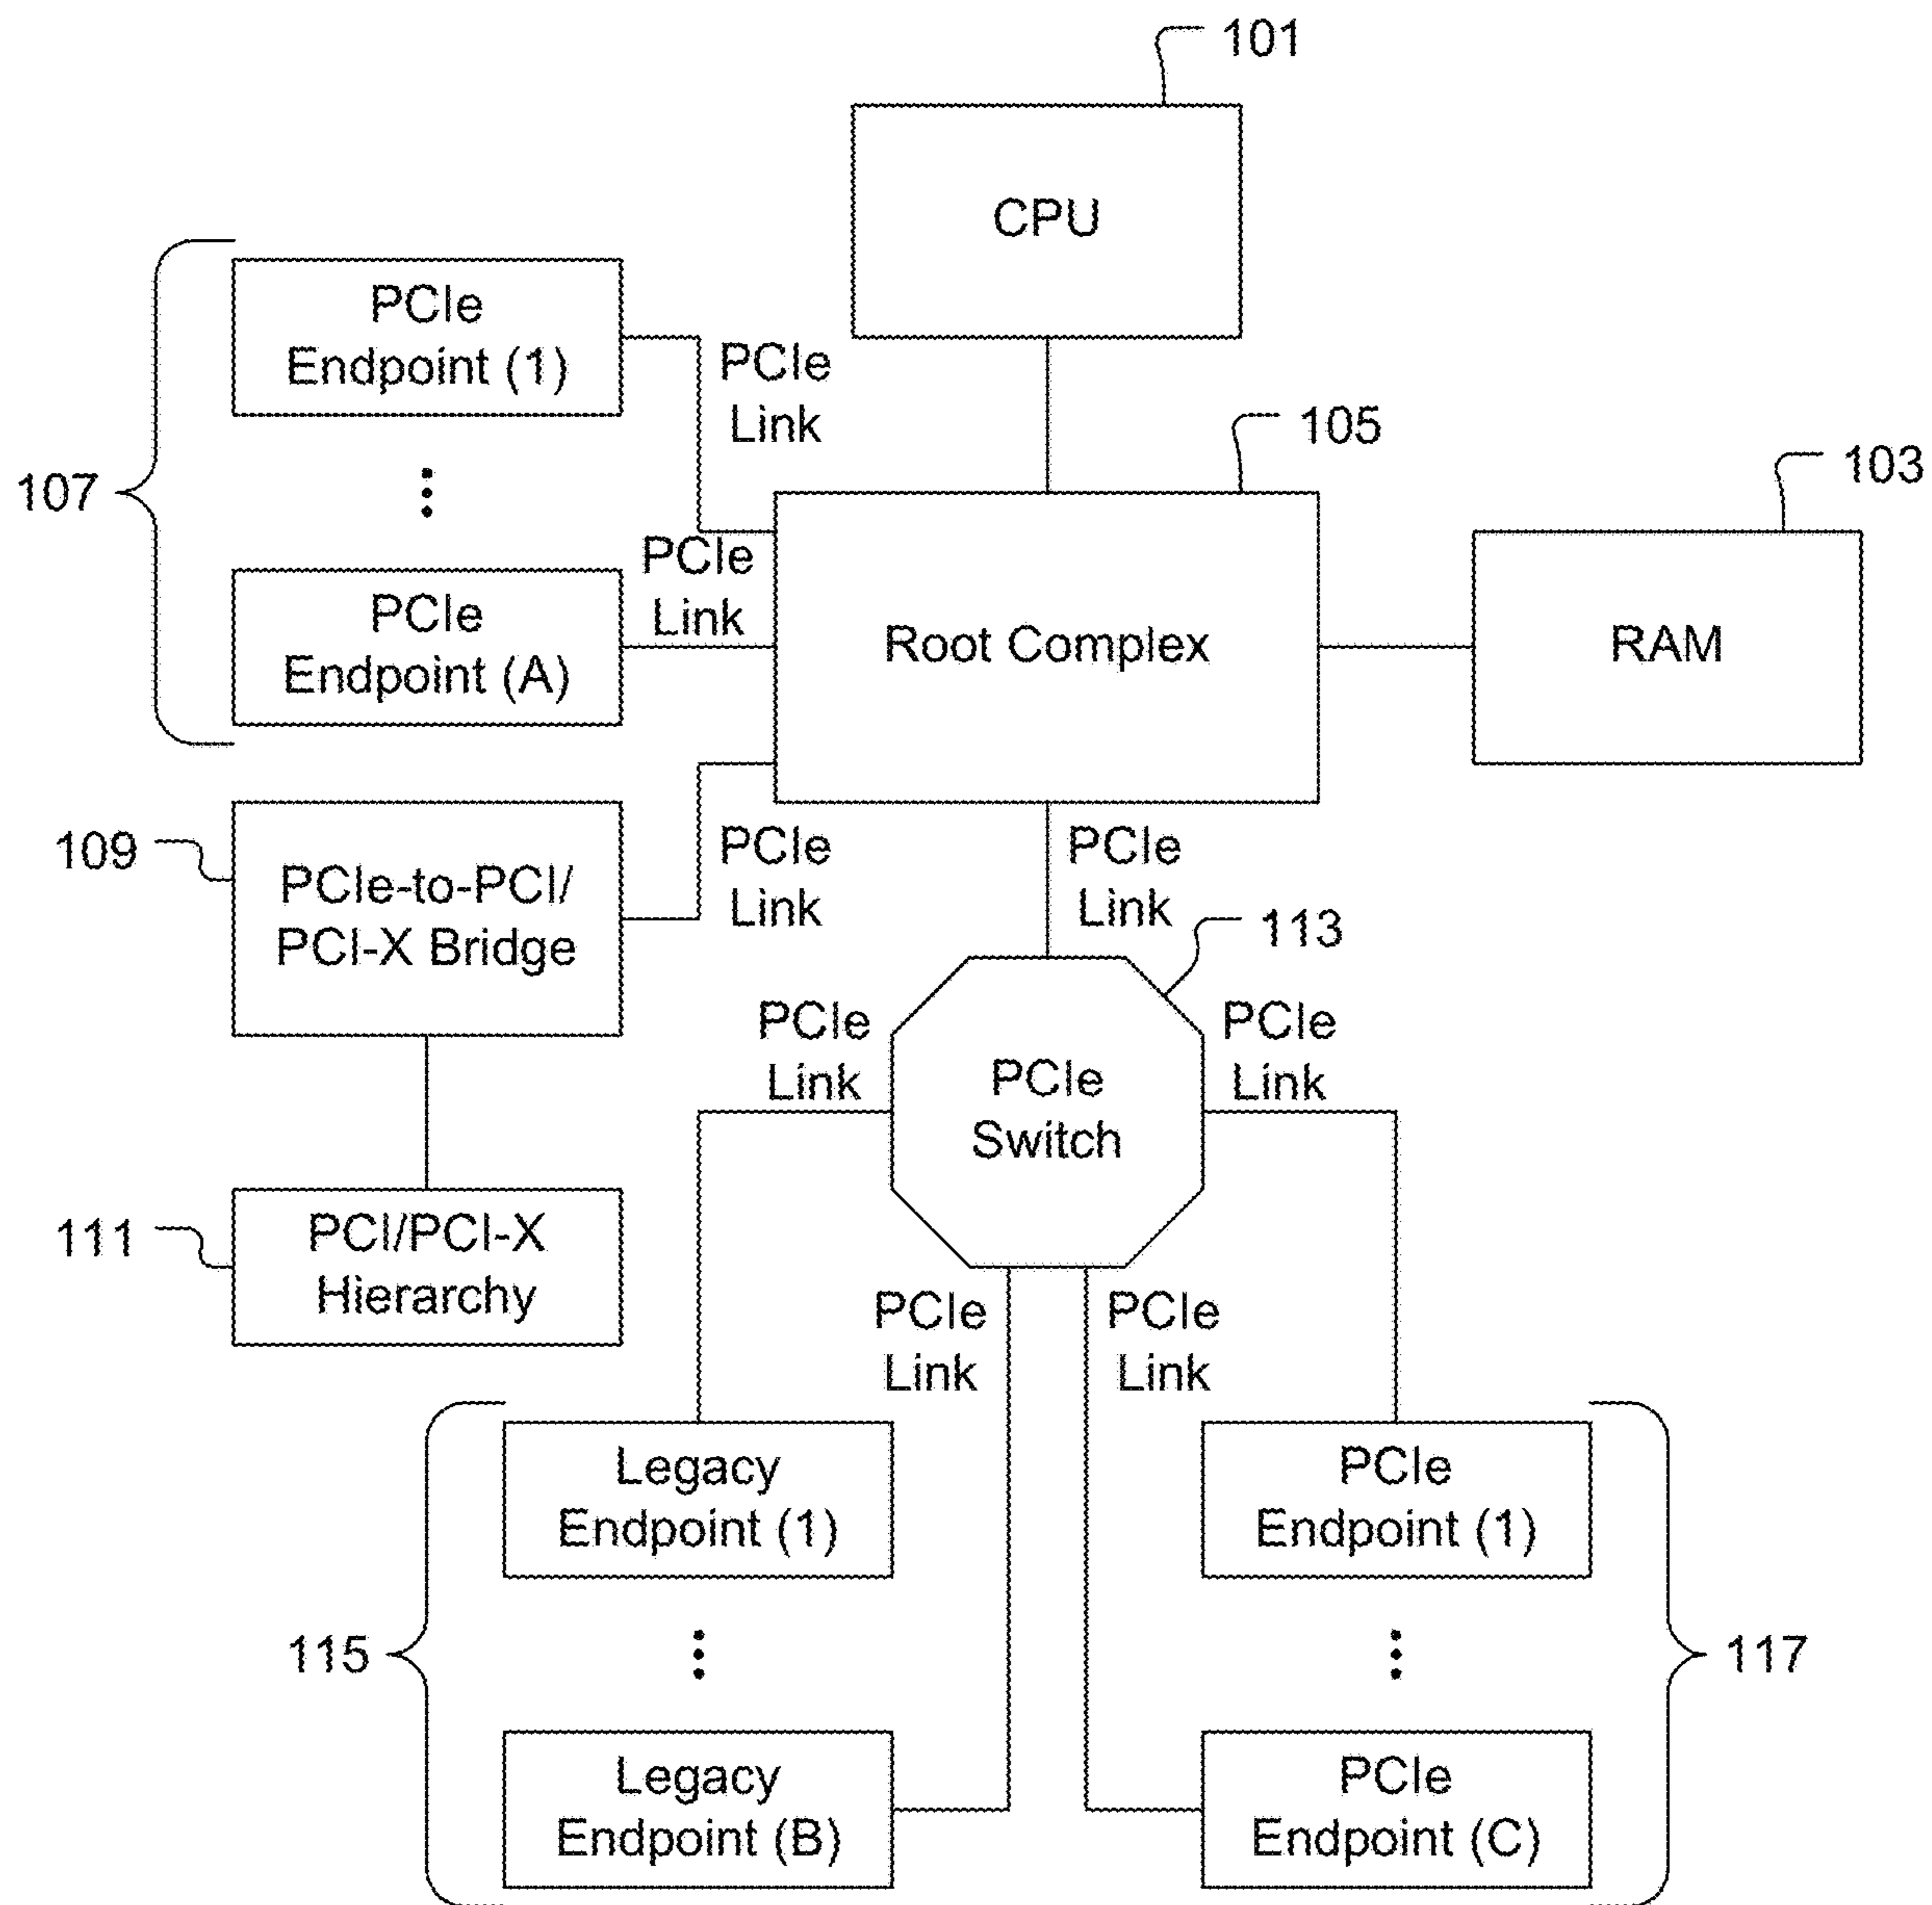 101
CPU
PCIe
Endpoint (1)
PCIe
Link
107
105
103
PCIe
Link
PCIe
Endpoint (A)
Root Complex
RAM
109
PCIe-to-PCI/
PCI-X Bridge
PCIe
Link
PCIe
Link
113
PCIe
Link
PCIe
Switch
PCIe
Link
111
PCI/PCI-X
Hierarchy
PCIe
Link
PCIe
Link
115
Legacy
Endpoint (1)
Legacy
Endpoint (B)
PCIe
Endpoint (1)
PCIe
Endpoint (C)
117